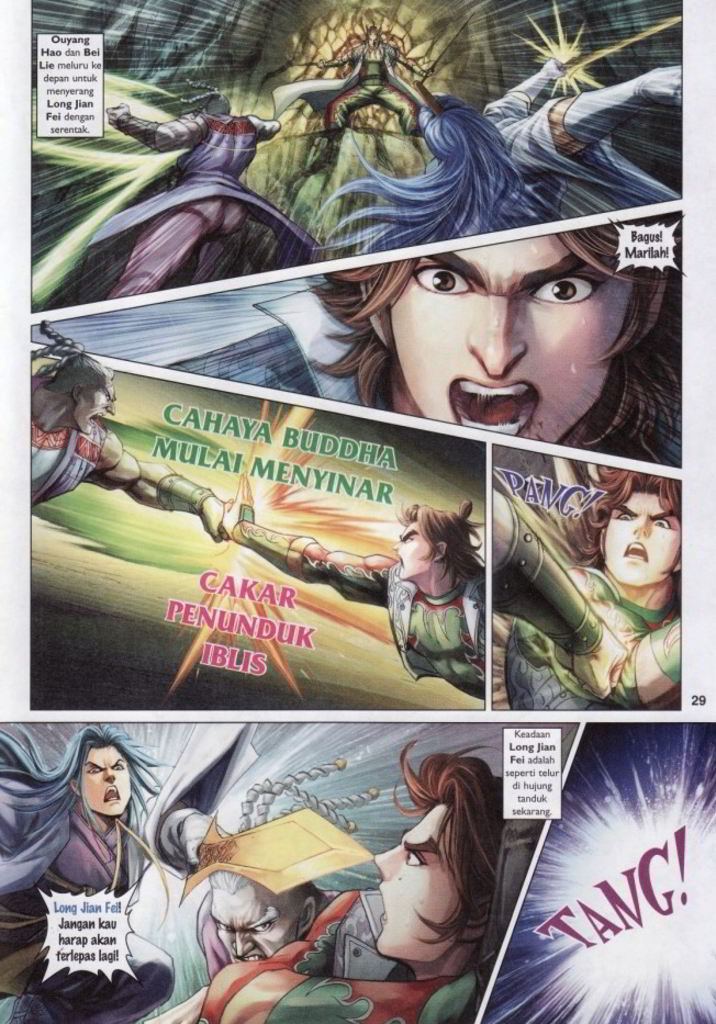 Ouyang
Hao dan Bei
Lie meluru ke
depan untuk
menyerang
Long Jian
Fei dengan
serentak.
Bagus!
Marilah!
CAHAYA BUDDHA
MULAI MENYINAR
CAKAR
PENUNDUK
IBLIS
PANG!
29
Keadaan
Long Jian
Fei adalah
seperti telur
di hujung
tanduk
sekarang.
Long Jian Fei!
Jangan kau
harap akan
terlepas lagi!
TANG!